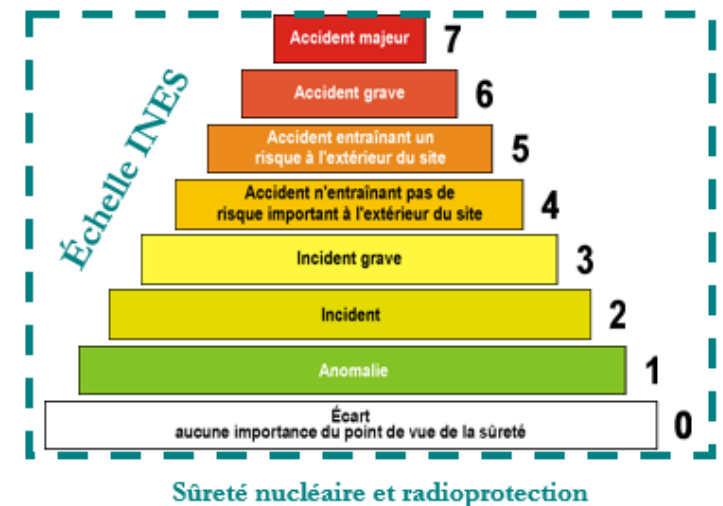 Échelle INES
Accident majeur 7
Accident grave 6
Accident entraînant un
risque à l'extérieur du site 5
Accident n'entraînant pas de
risque important à l'extérieur du site 4
Incident grave 3
Incident 2
Anomalie 1
Écart
aucune importance du point de vue de la sûreté 0
Sûreté nucléaire et radioprotection